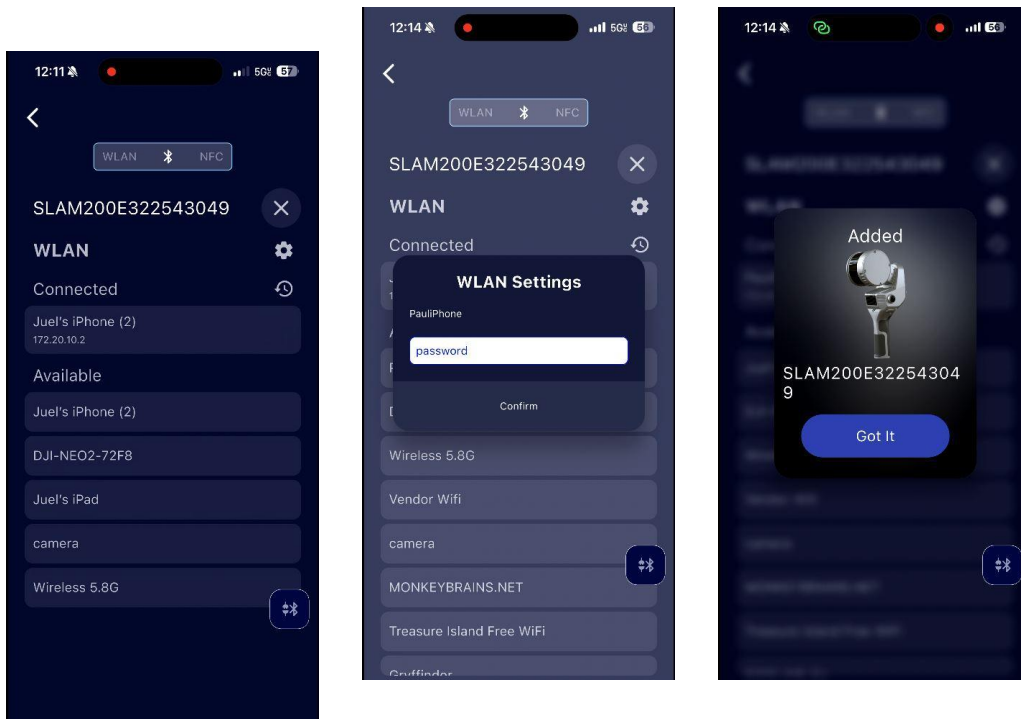 12:11
5G
57
WLAN
NFC
SLAM200E322543049
WLAN
Connected
Juel's iPhone (2)
172.20.10.2
Available
Juel's iPhone (2)
DJI-NEO2-72F8
Juel's iPad
camera
Wireless 5.8G
12:14
5G
56
WLAN
NFC
SLAM200E322543049
WLAN
Connected
WLAN Settings
PauliPhone
password
Confirm
Wireless 5.8G
Vendor Wifi
camera
MONKEYBRAINS.NET
Treasure Island Free WiFi
Gryffindor
12:14
56
Added
SLAM200E32254304
9
Got It